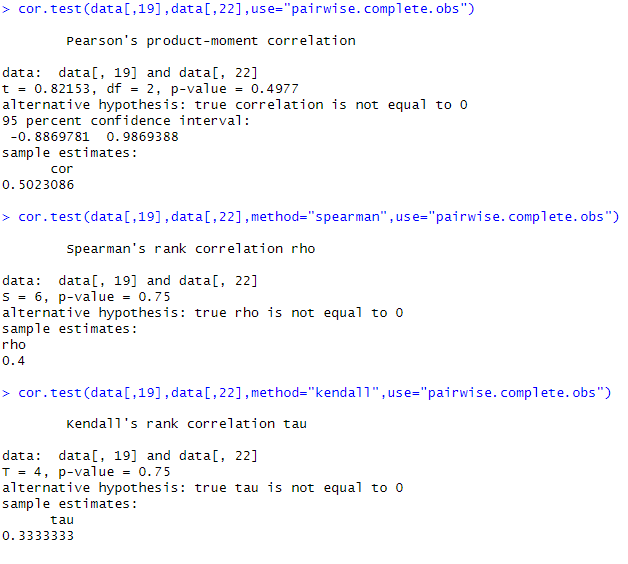 > cor.test(data[,19],data[,22],use="pairwise.complete.obs")
Pearson's product-moment correlation
data:  data[, 19] and data[, 22]
t = 0.82153, df = 2, p-value = 0.4977
alternative hypothesis: true correlation is not equal to 0
95 percent confidence interval:
-0.8869781  0.9869388
sample estimates:
cor
0.5023086
> cor.test(data[,19],data[,22],method="spearman",use="pairwise.complete.obs")
Spearman's rank correlation rho
data:  data[, 19] and data[, 22]
S = 6, p-value = 0.75
alternative hypothesis: true rho is not equal to 0
sample estimates:
rho
0.4
> cor.test(data[,19],data[,22],method="kendall",use="pairwise.complete.obs")
Kendall's rank correlation tau
data:  data[, 19] and data[, 22]
T = 4, p-value = 0.75
alternative hypothesis: true tau is not equal to 0
sample estimates:
tau
0.3333333